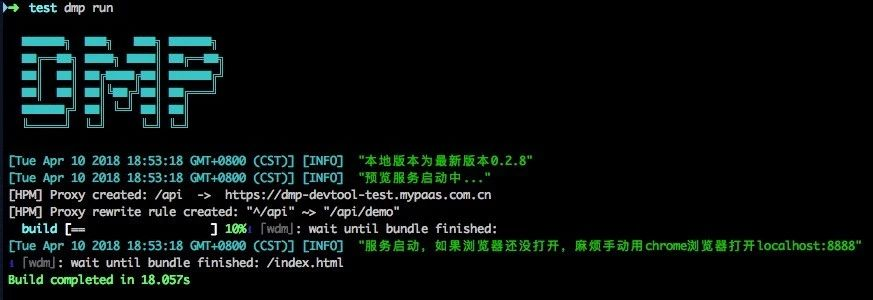 ➜ test dmp run
DMP
[Tue Apr 10 2018 18:53:18 GMT+0800 (CST)] [INFO] "本地版本为最新版本0.2.8"
[Tue Apr 10 2018 18:53:18 GMT+0800 (CST)] [INFO] "预览服务启动中..."
[HPM] Proxy created: /api -> https://dmp-devtool-test.mypaas.com.cn
[HPM] Proxy rewrite rule created: "^/api" ~> "/api/demo"
build [== ] 10%ℹ ｢wdm｣: wait until bundle finished:
[Tue Apr 10 2018 18:53:18 GMT+0800 (CST)] [INFO] "服务启动，如果浏览器还没打开，麻烦手动用chrome浏览器打开localhost:8888"
ℹ ｢wdm｣: wait until bundle finished: /index.html
Build completed in 18.057s